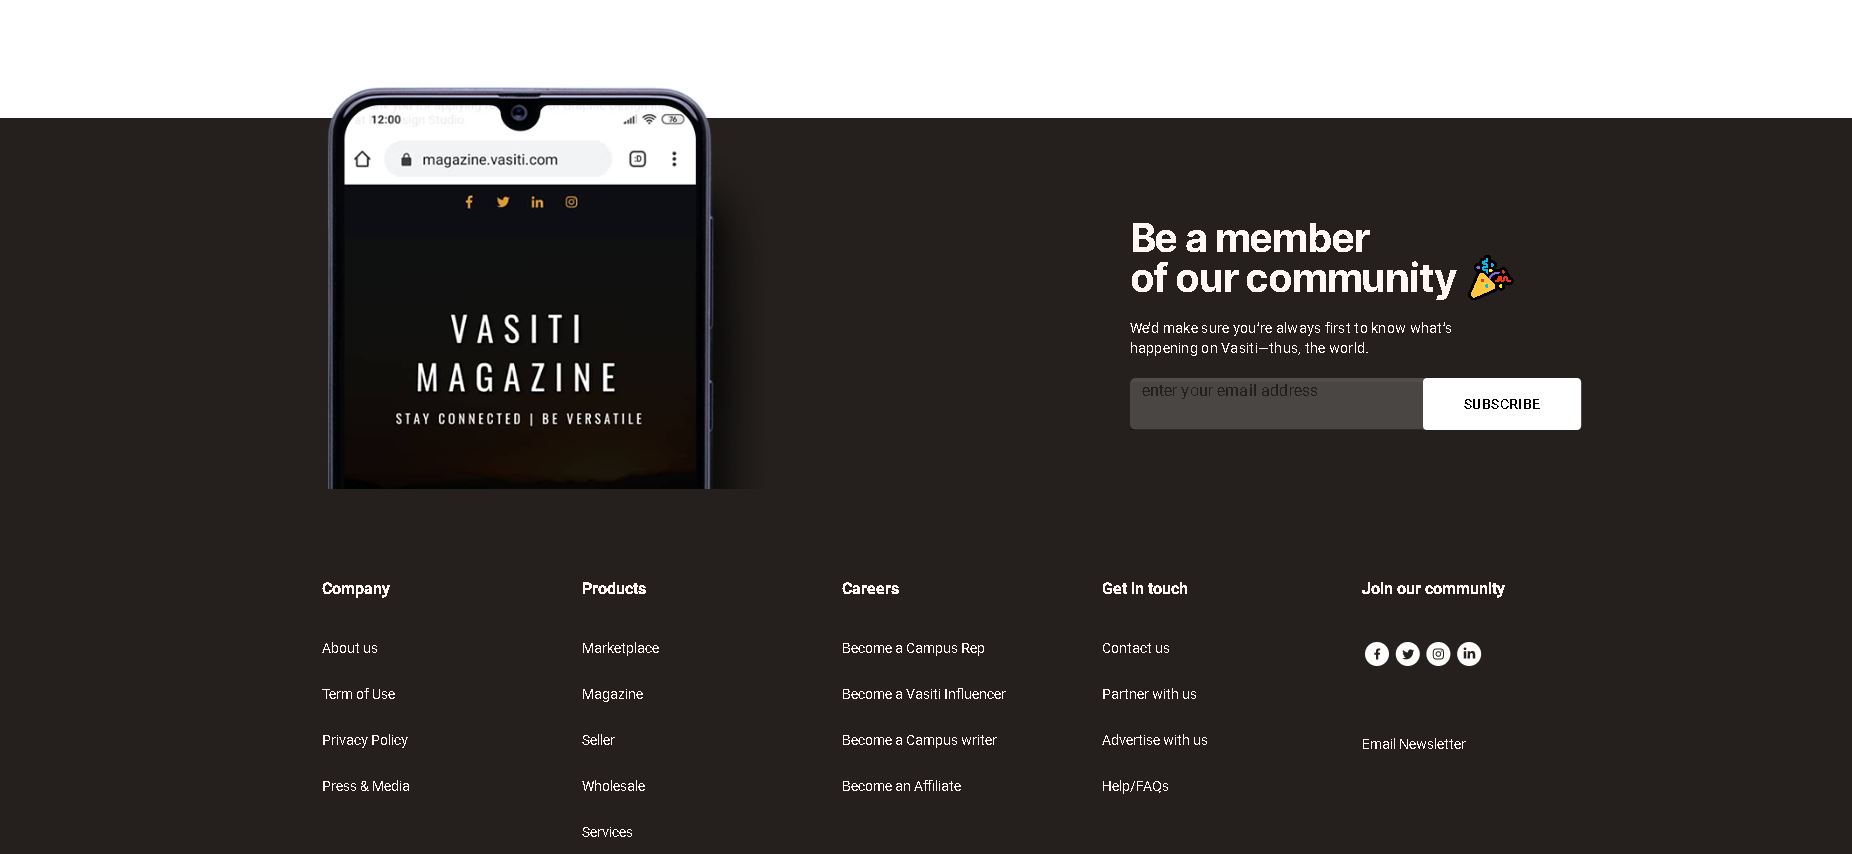 12:00
76
magazine.vasiti.com
:D
VASITI
MAGAZINE
STAY CONNECTED | BE VERSATILE
Be a member
of our community
We'd make sure you're always first to know what's
happening on Vasiti—thus, the world.
enter your email address
SUBSCRIBE
Company
About us
Term of Use
Privacy Policy
Press & Media
Products
Marketplace
Magazine
Seller
Wholesale
Services
Careers
Become a Campus Rep
Become a Vasiti Influencer
Become a Campus writer
Become an Affiliate
Get in touch
Contact us
Partner with us
Advertise with us
Help/FAQs
Join our community
Email Newsletter